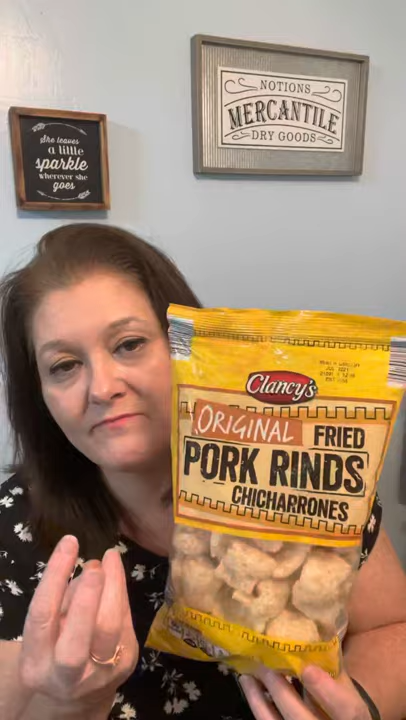 NOTIONS
MERCANTILE
DRY GOODS
She leaves
a little
sparkle
wherever she
goes
Clancy's
ORIGINAL FRIED
PORK RINDS
CHICHARRONES